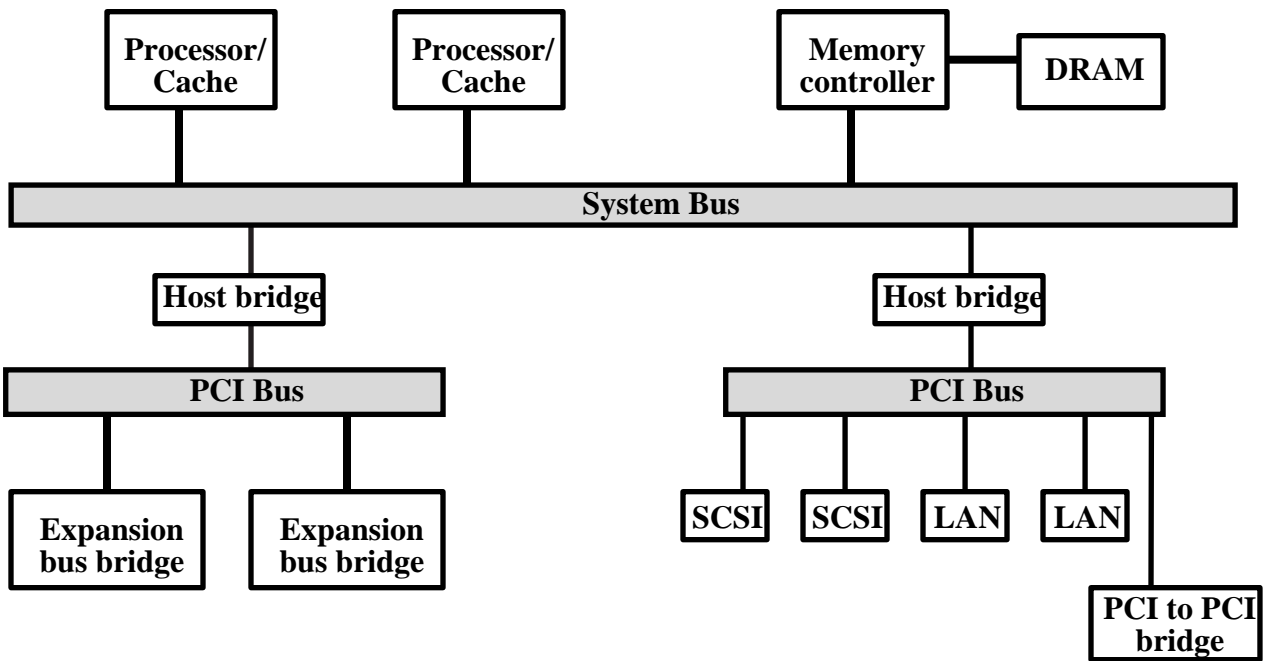 Processor/
Cache
Processor/
Cache
Memory
controller
DRAM
System Bus
Host bridge
Host bridge
PCI Bus
PCI Bus
Expansion
bus bridge
Expansion
bus bridge
SCSI
SCSI
LAN
LAN
PCI to PCI
bridge